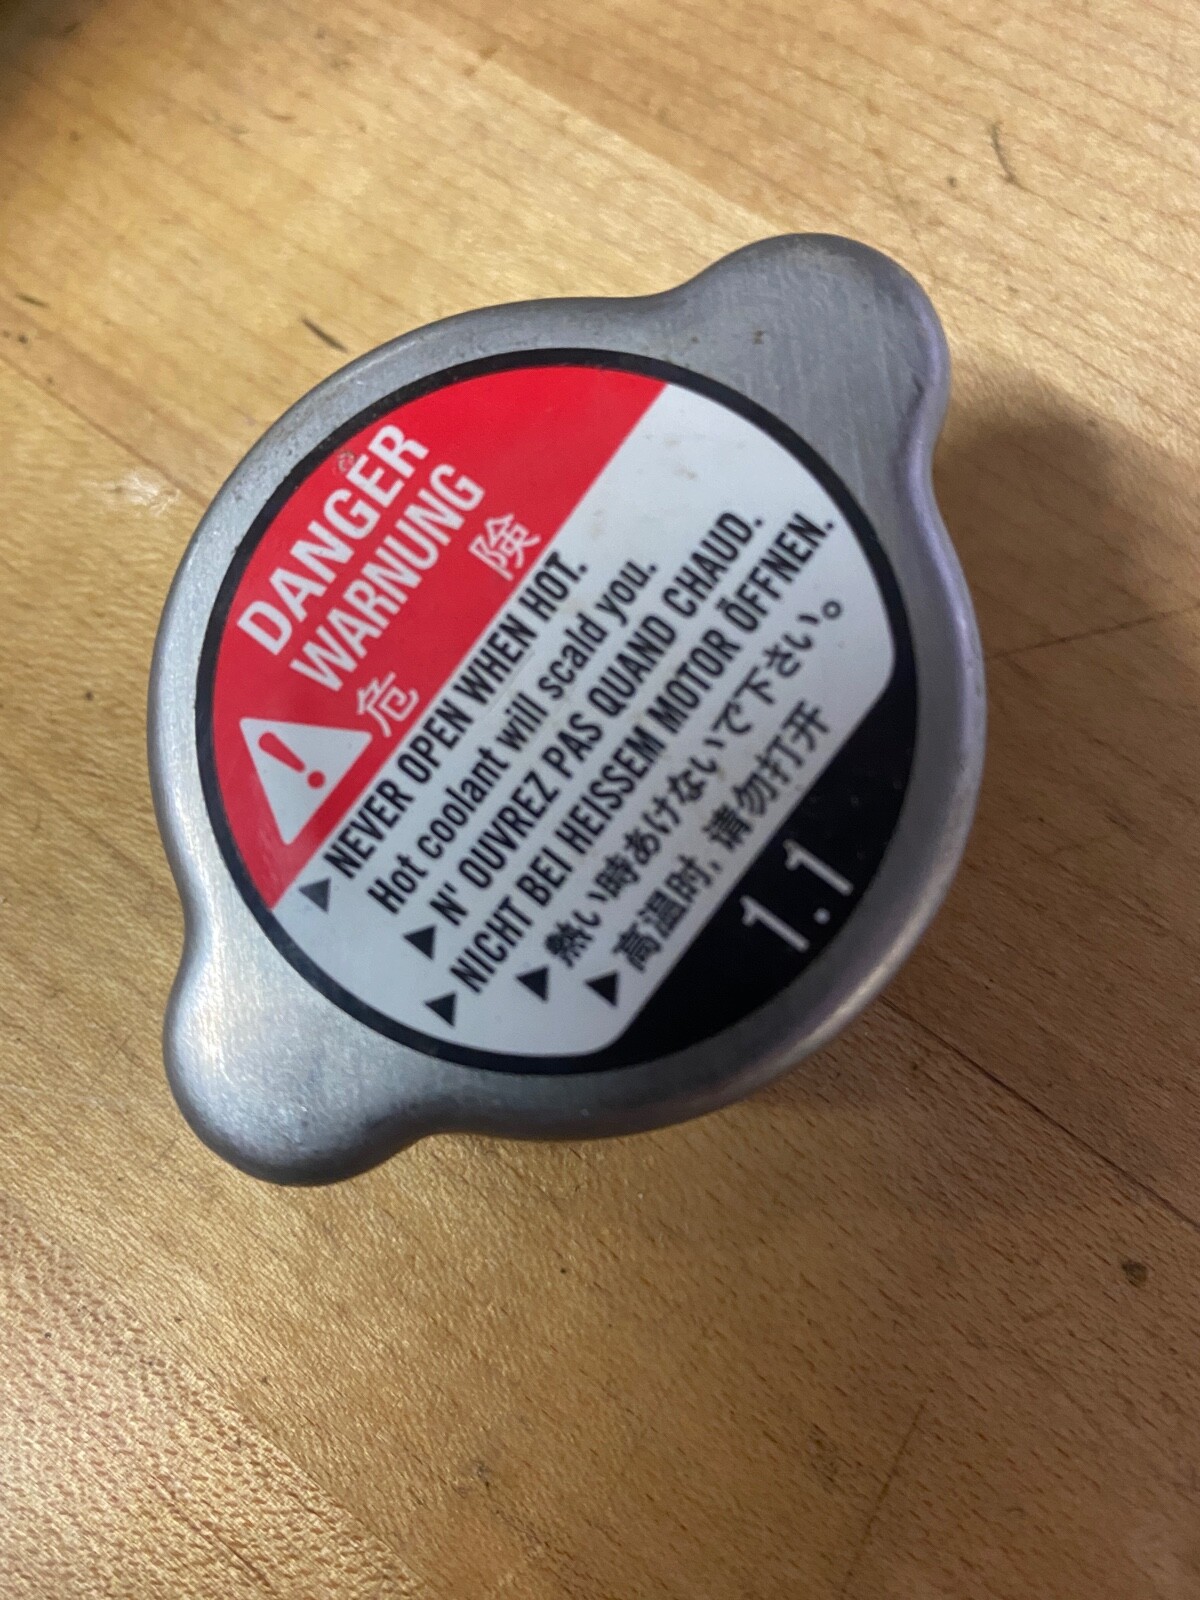 DANGER
WARNUNG
危 険
NEVER OPEN WHEN HOT.
Hot coolant will scald you.
N' OUVREZ PAS QUAND CHAUD.
NICHT BEI HEISSEM MOTOR ÖFFNEN.
熱い時あけないで下さい。
高温时, 请勿打开
1.1